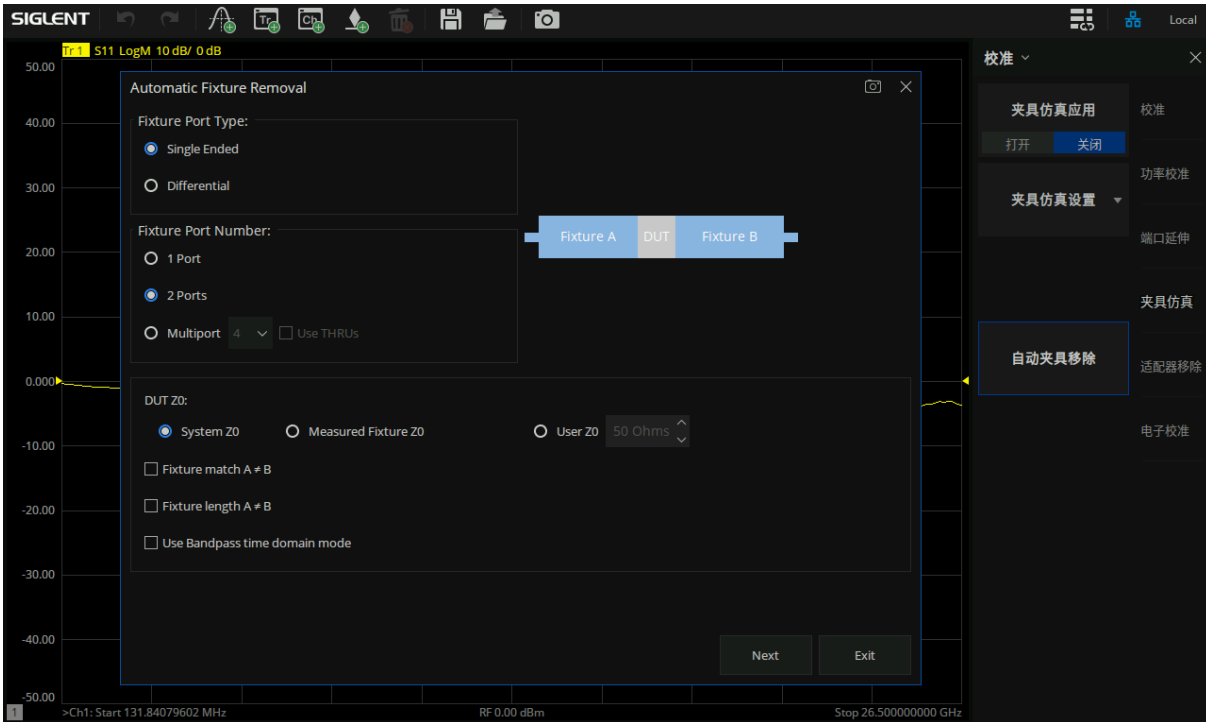 SIGLENT
Tr Ch Local
Tr 1 S11 LogM 10 dB/ 0 dB
50.00
40.00
30.00
20.00
10.00
0.000
-10.00
-20.00
-30.00
-40.00
-50.00
Automatic Fixture Removal
Fixture Port Type:
Single Ended
Differential
Fixture Port Number:
1 Port
2 Ports
Multiport 4 Use THRUs
Fixture A DUT Fixture B
DUT Z0:
System Z0 Measured Fixture Z0 User Z0 50 Ohms
Fixture match A ≠ B
Fixture length A ≠ B
Use Bandpass time domain mode
Next Exit
1 >Ch1: Start 131.84079602 MHz RF 0.00 dBm Stop 26.500000000 GHz
校准
夹具仿真应用
打开 关闭
夹具仿真设置
自动夹具移除
校准
功率校准
端口延伸
夹具仿真
适配器移除
电子校准